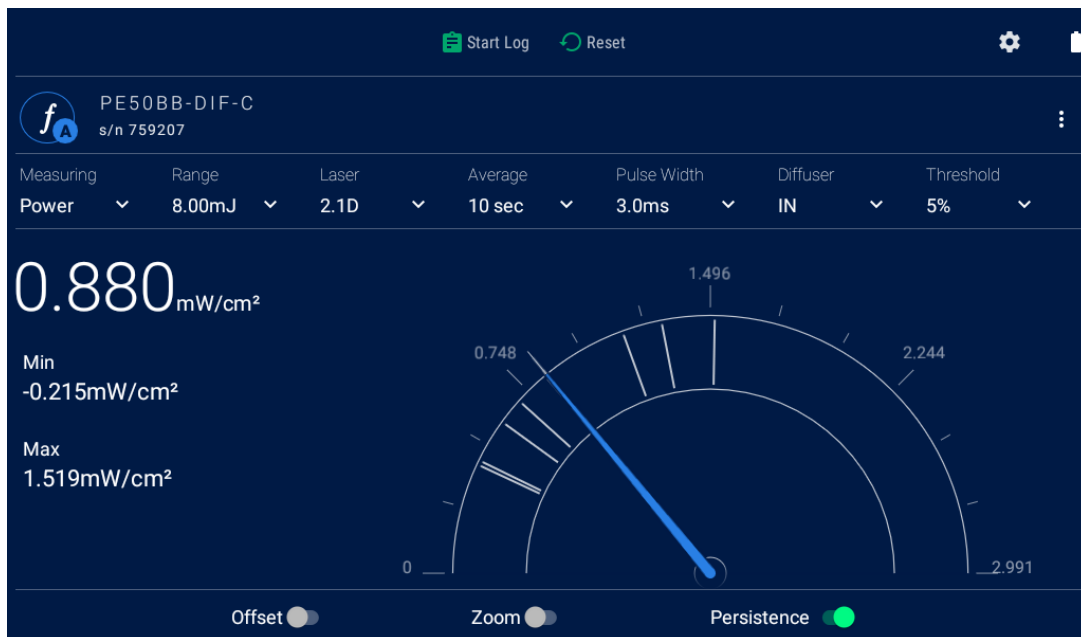 Start Log Reset
PE50BB-DIF-C
f A
s/n 759207
Measuring Range Laser Average Pulse Width Diffuser Threshold
Power 8.00mJ 2.1D 10 sec 3.0ms IN 5%
0.880mW/cm²
1.496
0.748
2.244
Min
-0.215mW/cm²
Max
1.519mW/cm²
0
2.991
Offset Zoom Persistence